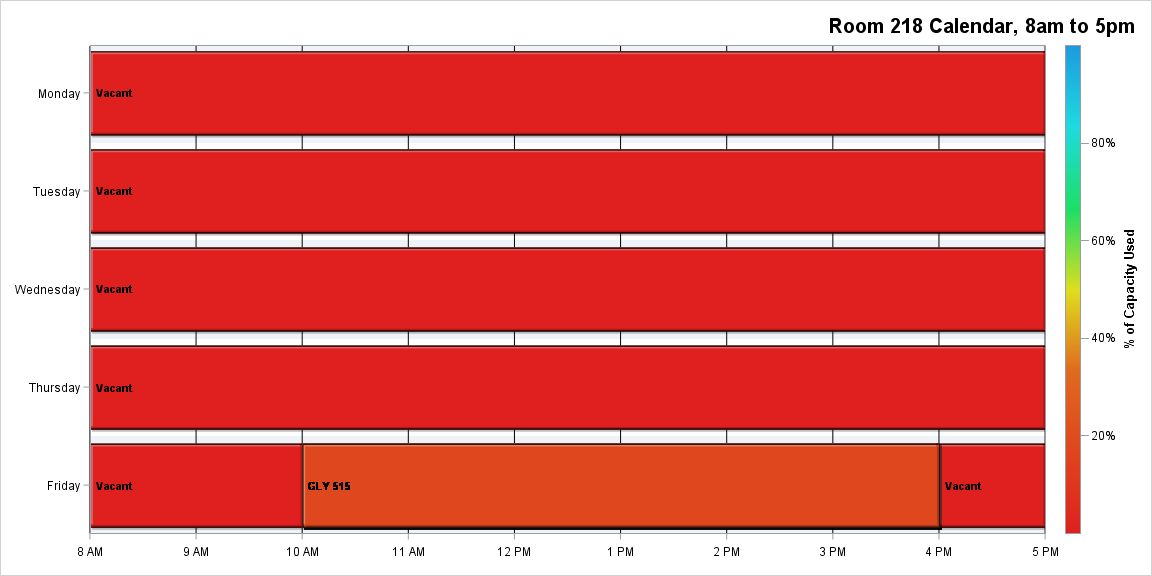 Room 218 Calendar, 8am to 5pm
Monday
Vacant
80%
Tuesday
Vacant
60%
% of Capacity Used
Wednesday
Vacant
40%
Thursday
Vacant
20%
Friday
Vacant
GLY 515
Vacant
8 AM 9 AM 10 AM 11 AM 12 PM 1 PM 2 PM 3 PM 4 PM 5 PM